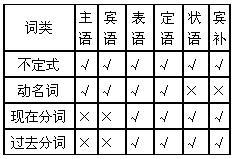 词类 主语 宾语 表语 定语 状语 宾补
不定式 √ √ √ √ √ √
动名词 √ √ √ √ × ×
现在分词 × × √ √ √ √
过去分词 × × √ √ √ √